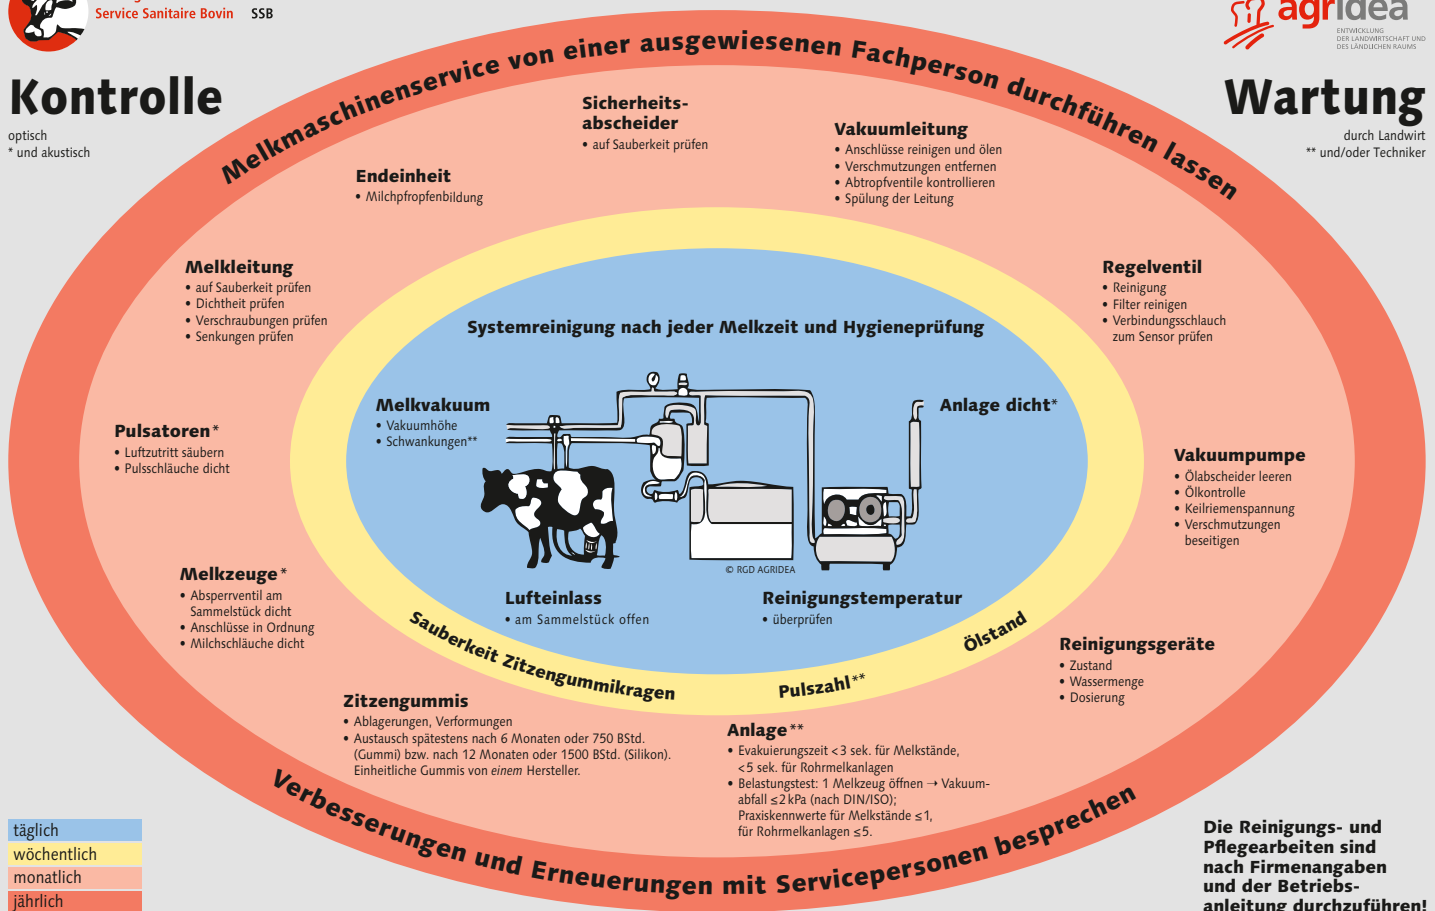 Service Sanitaire Bovin SSB
agridea
ENTWICKLUNG
DER LANDWIRTSCHAFT UND
DES LÄNDLICHEN RAUMS
Kontrolle
optisch
* und akustisch
Wartung
durch Landwirt
** und/oder Techniker
Melkmaschinenservice von einer ausgewiesenen Fachperson durchführen lassen
Sicherheits-
abscheider
• auf Sauberkeit prüfen
Vakuumleitung
• Anschlüsse reinigen und ölen
• Verschmutzungen entfernen
• Abtropfventile kontrollieren
• Spülung der Leitung
Endeinheit
• Milchpfropfenbildung
Melkleitung
• auf Sauberkeit prüfen
• Dichtheit prüfen
• Verschraubungen prüfen
• Senkungen prüfen
Regelventil
• Reinigung
• Filter reinigen
• Verbindungsschlauch
zum Sensor prüfen
Systemreinigung nach jeder Melkzeit und Hygieneprüfung
Melkvakuum
• Vakuumhöhe
• Schwankungen**
Anlage dicht*
Pulsatoren*
• Luftzutritt säubern
• Pulsschläuche dicht
Vakuumpumpe
• Ölabscheider leeren
• Ölkontrolle
• Keilriemenspannung
• Verschmutzungen
beseitigen
© RGD AGRIDEA
Melkzeuge*
• Absperrventil am
Sammelstück dicht
• Anschlüsse in Ordnung
• Milchschläuche dicht
Lufteinlass
• am Sammelstück offen
Reinigungstemperatur
• überprüfen
Sauberkeit Zitzengummikragen
Pulszahl**
Ölstand
Reinigungsgeräte
• Zustand
• Wassermenge
• Dosierung
Zitzengummis
• Ablagerungen, Verformungen
• Austausch spätestens nach 6 Monaten oder 750 BStd.
(Gummi) bzw. nach 12 Monaten oder 1500 BStd. (Silikon).
Einheitliche Gummis von einem Hersteller.
Anlage**
• Evakuierungszeit <3 sek. für Melkstände,
<5 sek. für Rohrmelkanlagen
• Belastungstest: 1 Melkzeug öffnen → Vakuum-
abfall ≤2 kPa (nach DIN/ISO);
Praxiskennwerte für Melkstände ≤1,
für Rohrmelkanlagen ≤5.
Verbesserungen und Erneuerungen mit Servicepersonen besprechen
täglich
wöchentlich
monatlich
jährlich
Die Reinigungs- und
Pflegearbeiten sind
nach Firmenangaben
und der Betriebs-
anleitung durchzuführen!